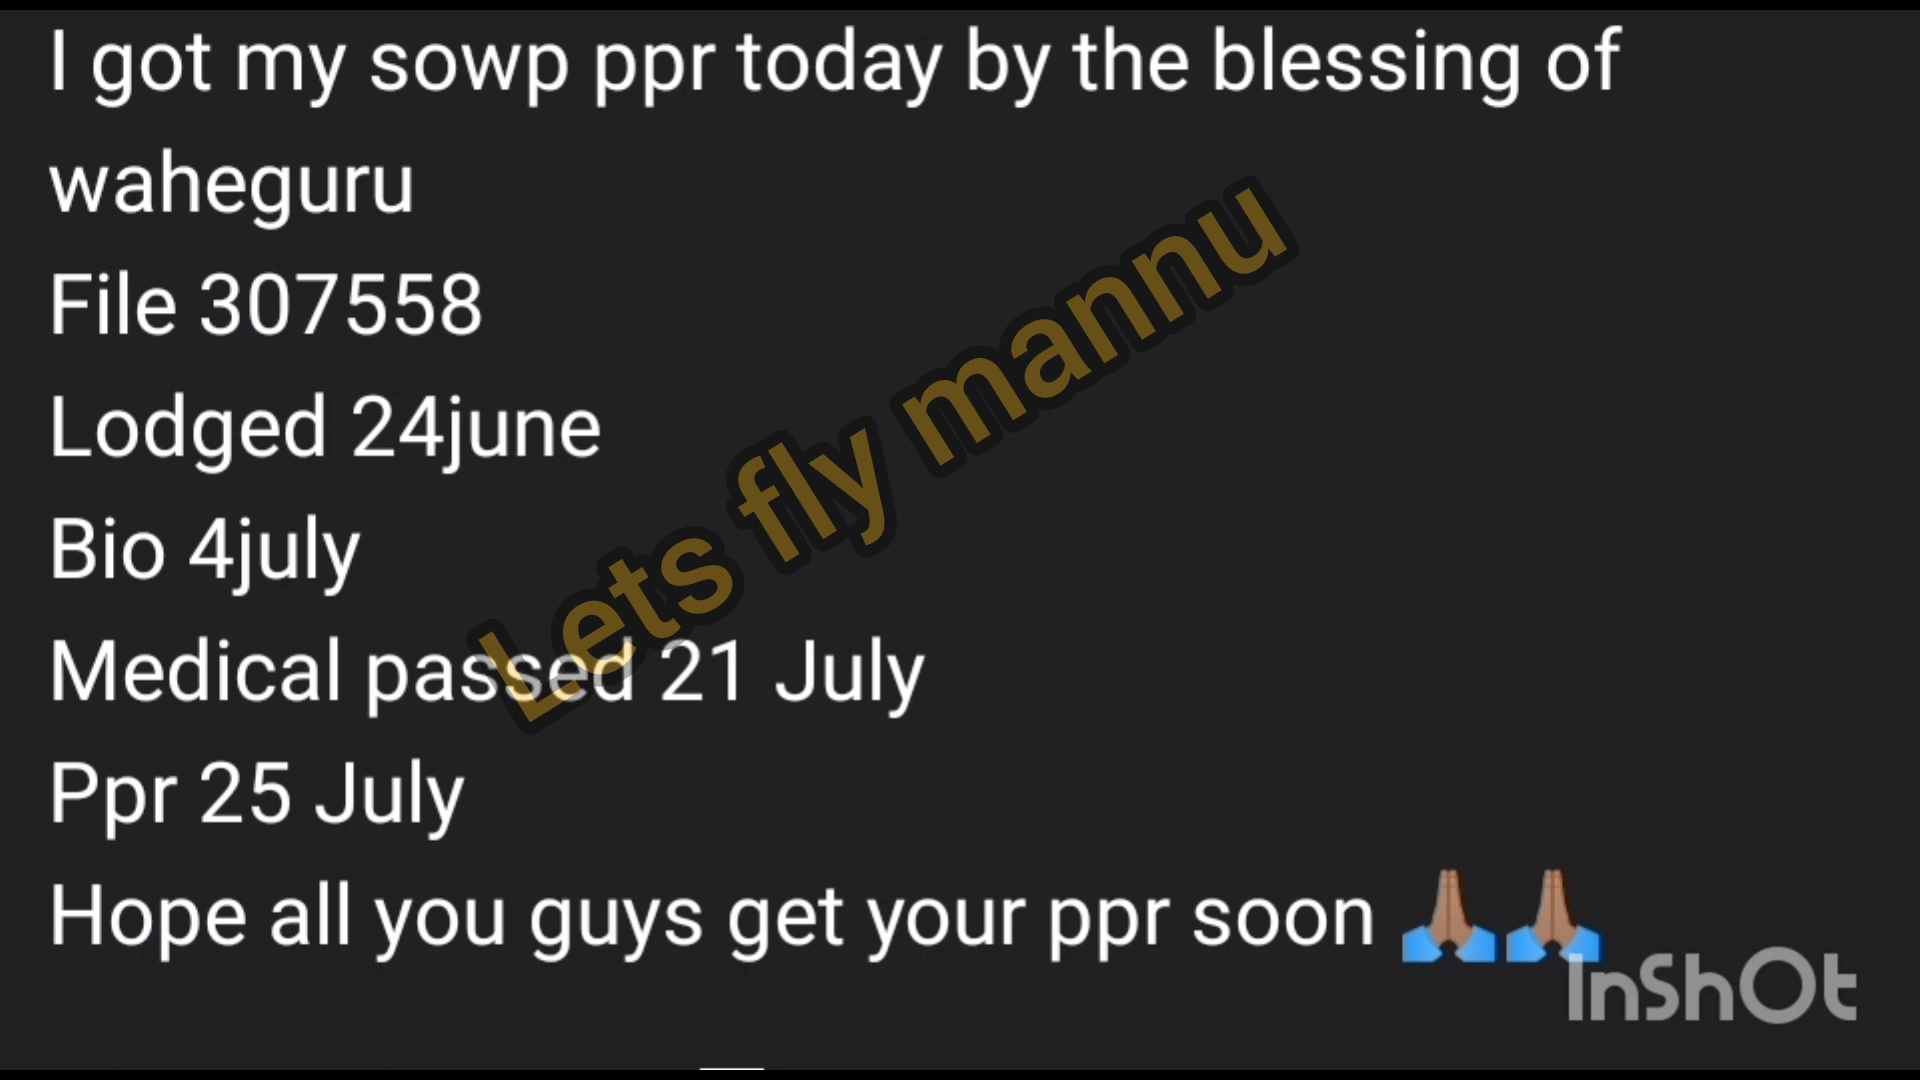 I got my sowp ppr today by the blessing of
waheguru
File 307558
Lodged 24june
Bio 4july
Medical passed 21 July
Ppr 25 July
Hope all you guys get your ppr soon 🙏🏽🙏🏽
Lets fly mannu
InShOt